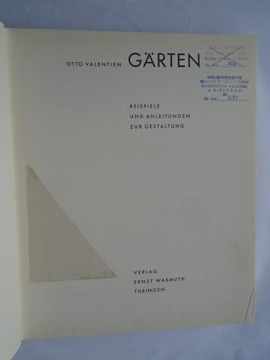 OTTO VALENTIEN GÄRTEN
BEISPIELE
UND ANLEITUNGEN
ZUR GESTALTUNG
VERLAG
ERNST WASMUTH
TÜBINGEN